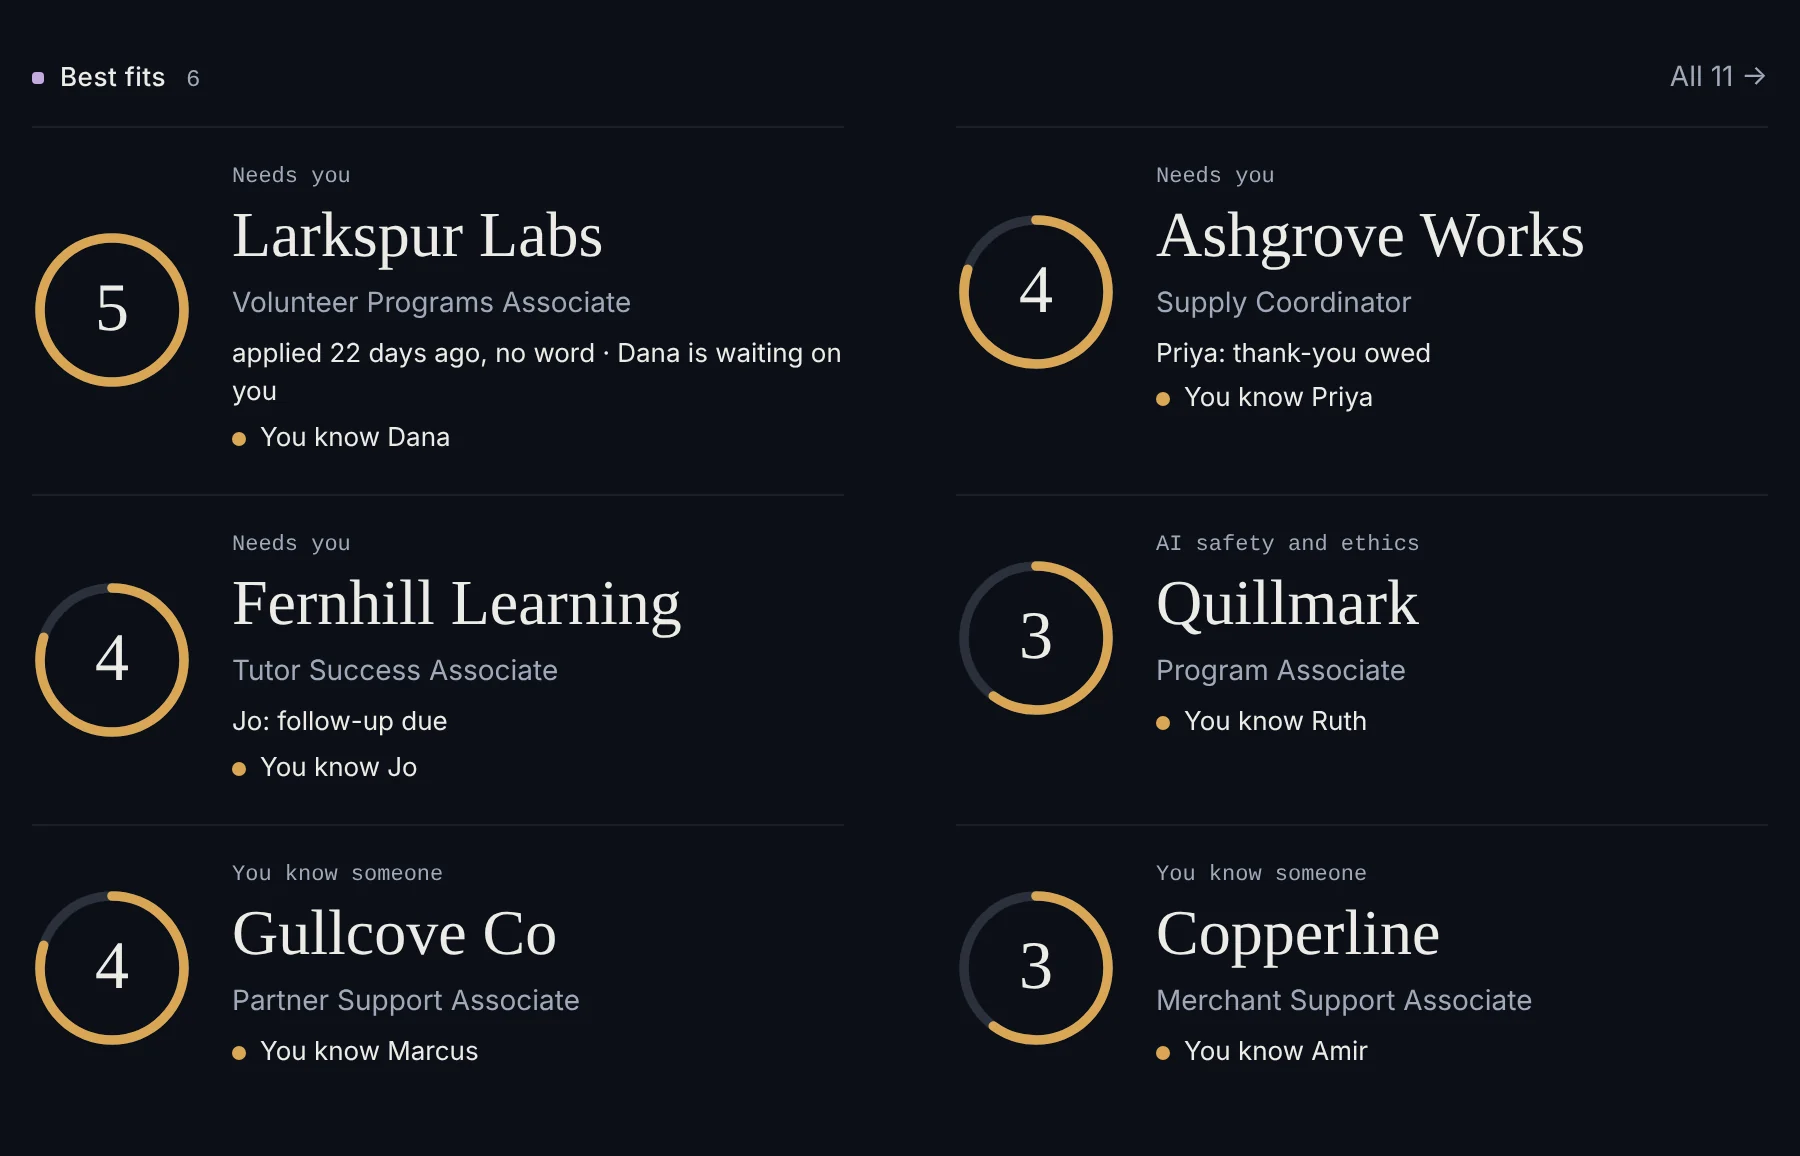 Best fits 6
All 11 →
Needs you
5
Larkspur Labs
Volunteer Programs Associate
applied 22 days ago, no word · Dana is waiting on
you
You know Dana
Needs you
4
Ashgrove Works
Supply Coordinator
Priya: thank-you owed
You know Priya
Needs you
4
Fernhill Learning
Tutor Success Associate
Jo: follow-up due
You know Jo
AI safety and ethics
3
Quillmark
Program Associate
You know Ruth
You know someone
4
Gullcove Co
Partner Support Associate
You know Marcus
You know someone
3
Copperline
Merchant Support Associate
You know Amir